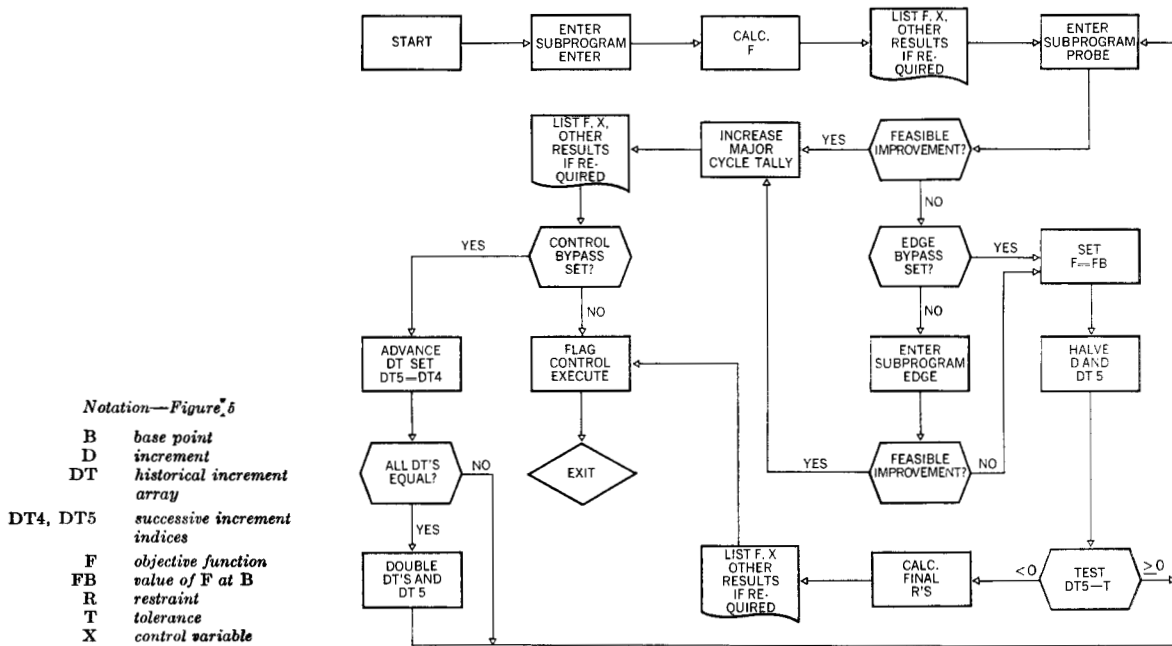 START
ENTER
SUBPROGRAM
ENTER
CALC.
F
LIST F, X,
OTHER
RESULTS
IF RE-
QUIRED
ENTER
SUBPROGRAM
PROBE
LIST F, X,
OTHER
RESULTS
IF RE-
QUIRED
INCREASE
MAJOR
CYCLE TALLY
YES
FEASIBLE
IMPROVEMENT?
NO
YES
CONTROL
BYPASS
SET?
NO
EDGE
BYPASS
SET?
YES
NO
SET
F=FB
ADVANCE
DT SET
DT5=DT4
FLAG
CONTROL
EXECUTE
ENTER
SUBPROGRAM
EDGE
HALVE
D AND
DT 5
ALL DT'S
EQUAL?
NO
YES
EXIT
YES
FEASIBLE
IMPROVEMENT?
NO
DOUBLE
DT'S AND
DT 5
LIST F, X
OTHER
RESULTS
IF RE-
QUIRED
CALC.
FINAL
R'S
<0
TEST
DT5—T
≥0
Notation—Figure 5
B base point
D increment
DT historical increment
array
DT4, DT5 successive increment
indices
F objective function
FB value of F at B
R restraint
T tolerance
X control variable